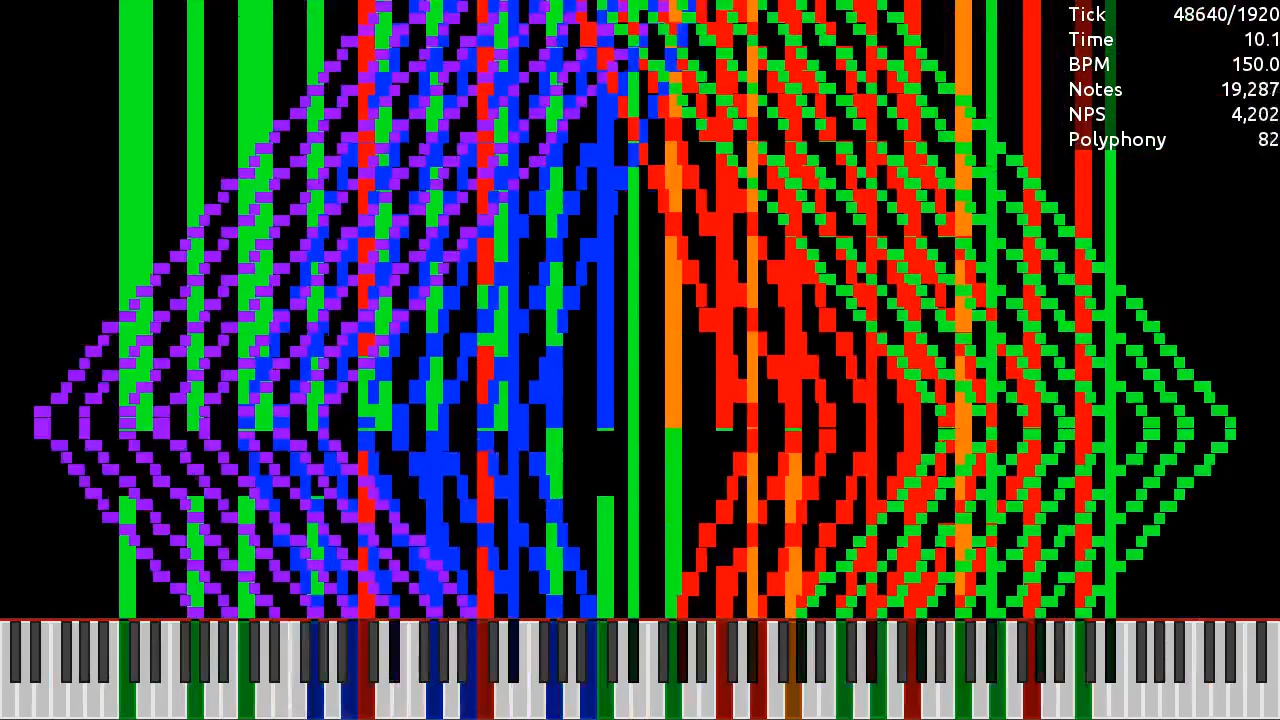 Tick 48640/1920
Time 10.1
BPM 150.0
Notes 19,287
NPS 4,202
Polyphony 82